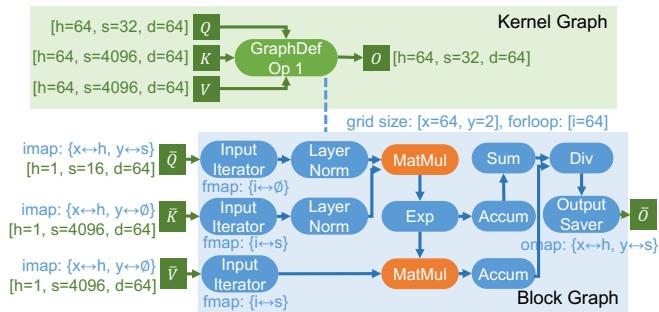 Kernel Graph
[h=64, s=32, d=64] Q
[h=64, s=4096, d=64] K
[h=64, s=4096, d=64] V
GraphDef
Op 1
O [h=64, s=32, d=64]
grid size: [x=64, y=2], forloop: [i=64]
imap: {x↔h, y↔s}
[h=1, s=16, d=64]
Q̄
Input
Iterator
fmap: {i↔∅}
Layer
Norm
MatMul
Sum
Div
imap: {x↔h, y↔∅}
[h=1, s=4096, d=64]
K̄
Input
Iterator
fmap: {i↔s}
Layer
Norm
Exp
Accum
Output
Saver
Ō
omap: {x↔h, y↔s}
imap: {x↔h, y↔∅}
[h=1, s=4096, d=64]
V̄
Input
Iterator
fmap: {i↔s}
MatMul
Accum
Block Graph